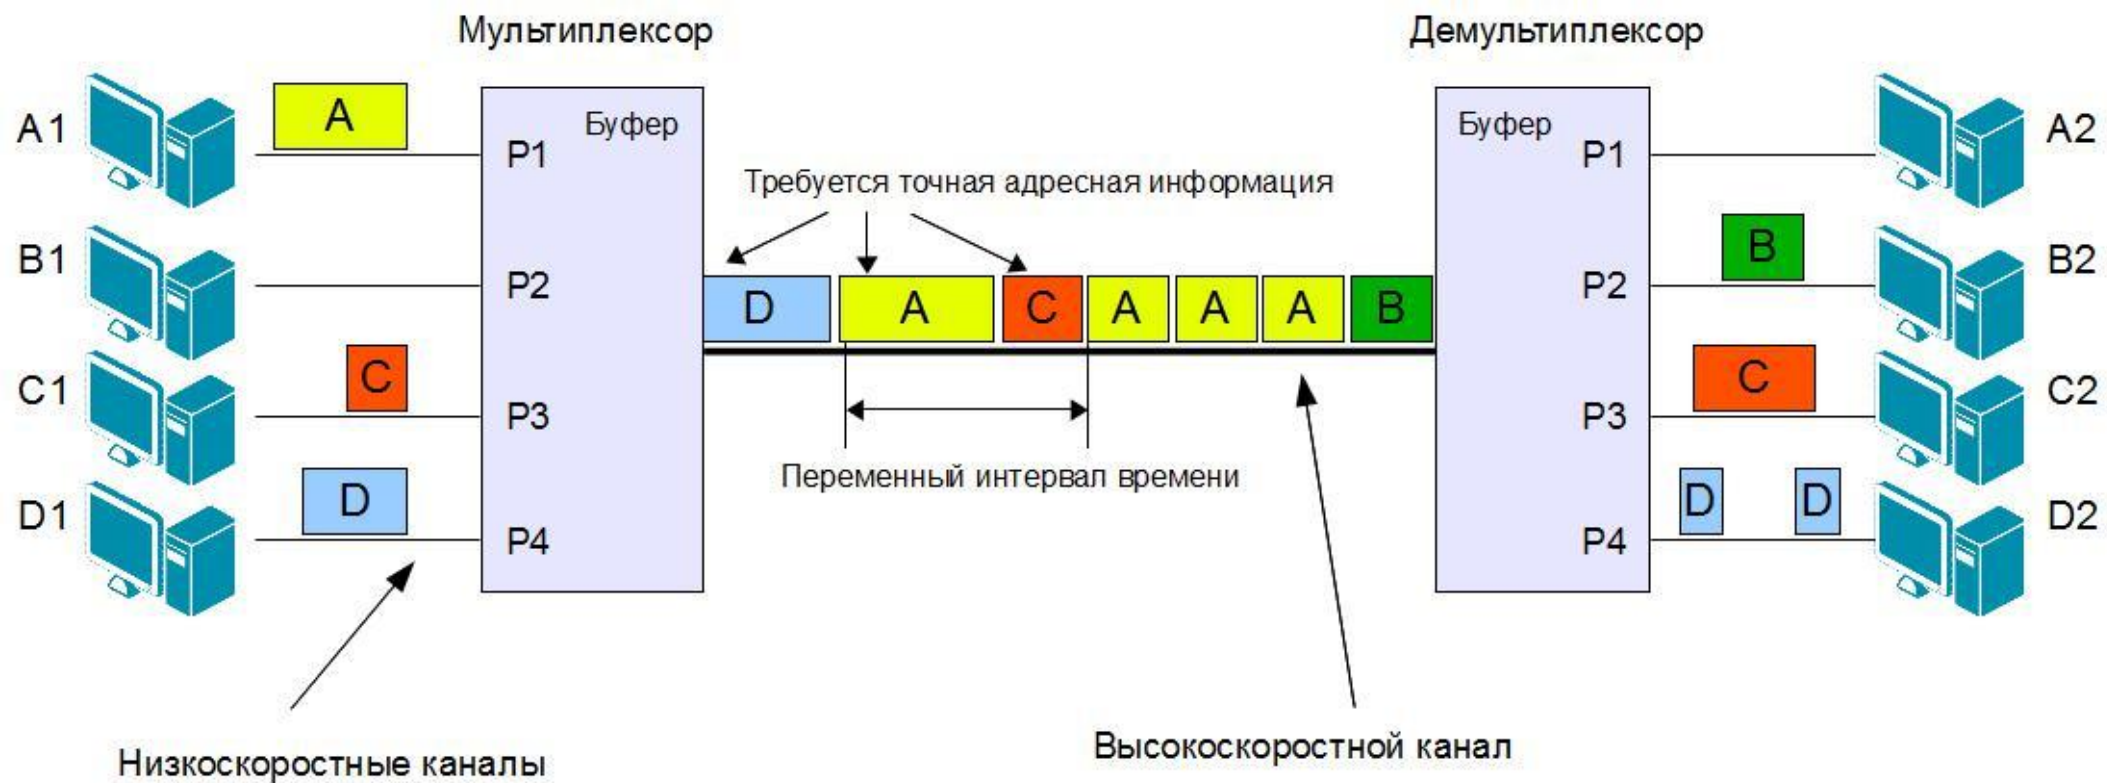 Мультиплексор
Демультиплексор
A1
A
Буфер
P1
Требуется точная адресная информация
Буфер
P1
A2
B1
P2
D
A
C
A
A
A
B
P2
B
B2
C1
C
P3
Переменный интервал времени
P3
C
C2
D1
D
P4
P4
D
D
D2
Низкоскоростные каналы
Высокоскоростной канал